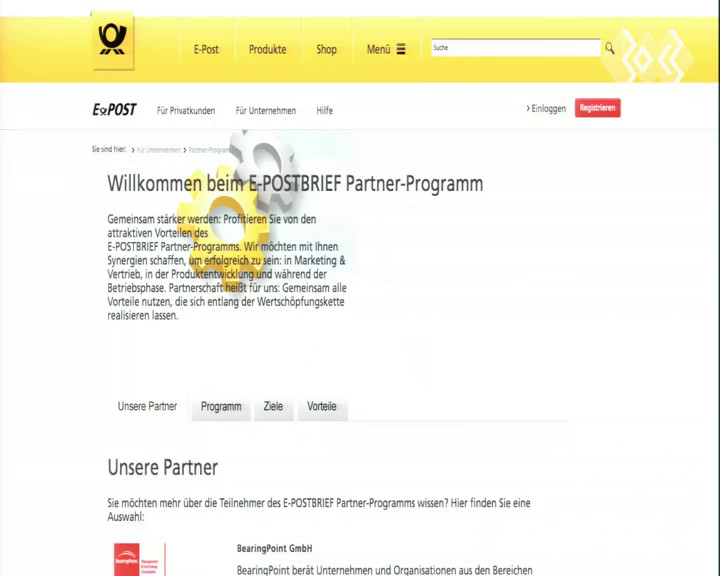 E-Post Produkte Shop Menü Suche
E POST Für Privatkunden Für Unternehmen Hilfe > Einloggen Registrieren
Sie sind hier: > Für Unternehmen > Partner-Program
Willkommen beim E-POSTBRIEF Partner-Programm
Gemeinsam stärker werden: Profitieren Sie von den
attraktiven Vorteilen des
E-POSTBRIEF Partner-Programms. Wir möchten mit Ihnen
Synergien schaffen, um erfolgreich zu sein: in Marketing &
Vertrieb, in der Produktentwicklung und während der
Betriebsphase. Partnerschaft heißt für uns: Gemeinsam alle
Vorteile nutzen, die sich entlang der Wertschöpfungskette
realisieren lassen.
Unsere Partner Programm Ziele Vorteile
Unsere Partner
Sie möchten mehr über die Teilnehmer des E-POSTBRIEF Partner-Programms wissen? Hier finden Sie eine
Auswahl:
BearingPoint GmbH
BearingPoint
BearingPoint berät Unternehmen und Organisationen aus den Bereichen